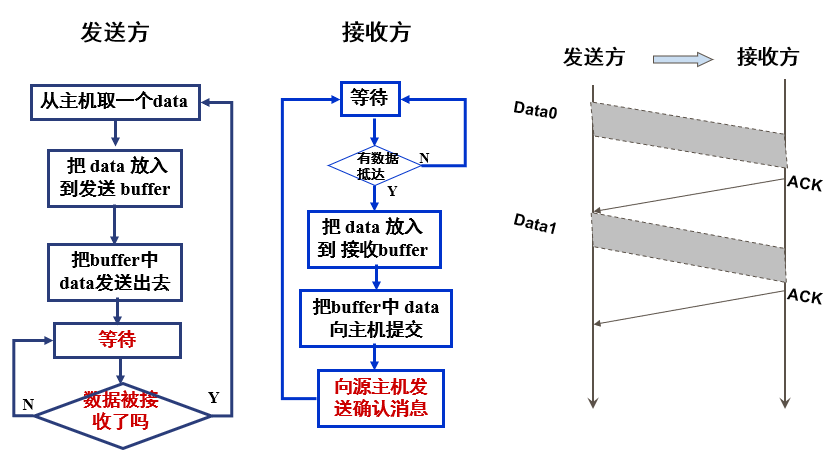 发送方
从主机取一个data
把 data 放入
到发送 buffer
把buffer中
data发送出去
等待
数据被接
收了吗
N
Y
接收方
等待
有数据
抵达
N
Y
把 data 放入
到 接收buffer
把buffer中 data
向主机提交
向源主机发
送确认消息
发送方
接收方
Data0
ACK
Data1
ACK